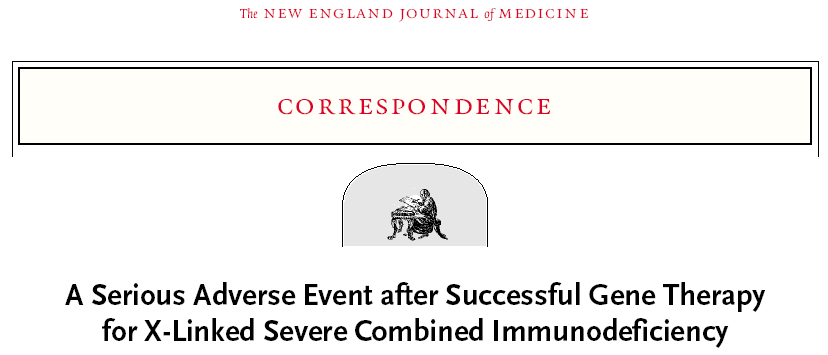 The NEW ENGLAND JOURNAL of MEDICINE
CORRESPONDENCE
A Serious Adverse Event after Successful Gene Therapy
for X-Linked Severe Combined Immunodeficiency